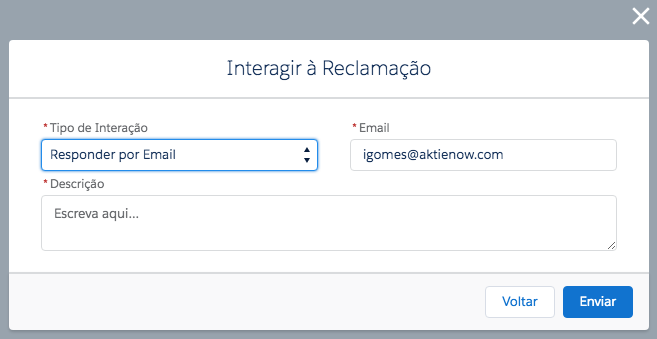 Interagir à Reclamação
* Tipo de Interação
* Email
Responder por Email
igomes@aktienow.com
* Descrição
Escreva aqui...
Voltar
Enviar